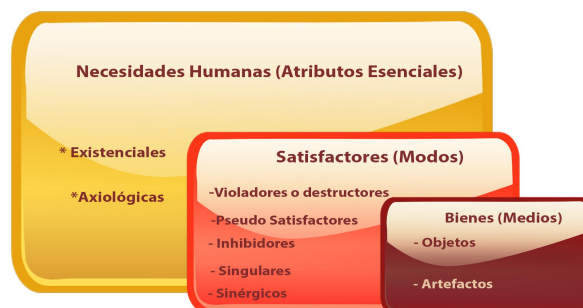 Necesidades Humanas (Atributos Esenciales)
* Existenciales
*Axiológicas
Satisfactores (Modos)
-Violadores o destructores
-Pseudo Satisfactores
- Inhibidores
- Singulares
- Sinérgicos
Bienes (Medios)
- Objetos
- Artefactos